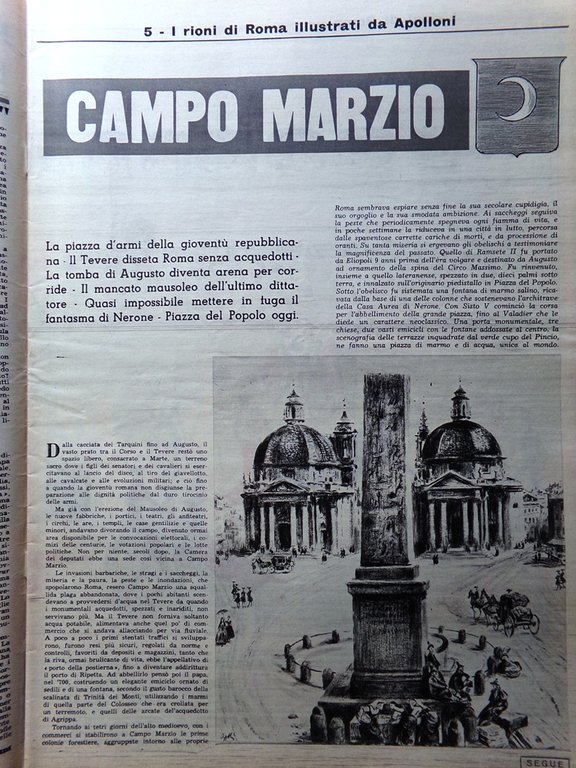 5 - I rioni di Roma illustrati da Apolloni
CAMPO MARZIO
La piazza d'armi della gioventù repubblica-
na - Il Tevere disseta Roma senza acquedotti -
La tomba di Augusto diventa arena per cor-
ride - Il mancato mausoleo dell'ultimo ditta-
tore - Quasi impossibile mettere in fuga il
fantasma di Nerone - Piazza del Popolo oggi.
Roma sembrava espiare senza fine la sua secolare cupidigia, il
suo orgoglio e la sua smodata ambizione. Ai saccheggi seguiva
la peste che periodicamente spegneva ogni fiamma di vita, e
in poche settimane la riduceva in una città in lutto, percorsa
dalle spaventose carrette cariche di morti, e da processione di
oranti. Su tanta miseria si ergevano gli obelischi a testimoniare
la magnificenza del passato. Quello di Ramsete II fu portato
da Eliopoli 9 anni prima dell'era volgare e destinato da Augusto
ad ornamento della spina del Circo Massimo. Fu rinvenuto,
insieme a quello lateranense, spezzato in due, dieci palmi sotto
terra, e innalzato sull'originario piedistallo in Piazza del Popolo.
Sotto l'obelisco fu sistemata una fontana di marmo salino, rica-
vata dalla base di una delle colonne che sostenevano l'architrave
della Casa Aurea di Nerone. Con Sisto V cominciò la corsa
per l'abbellimento della grande piazza, fino al Valadier che le
diede un carattere neoclassico. Una porta monumentale, tre
chiese, due vasti emicicli con le fontane addossate al centro, la
scenografia delle terrazze inquadrate dal verde cupo del Pincio,
ne fanno una piazza di marmo e di acqua, unica al mondo.
Dalla cacciata dei Tarquini fino ad Augusto, il
vasto prato tra il Corso e il Tevere restò uno
spazio libero, consacrato a Marte, un terreno
sacro dove i figli dei senatori e dei cavalieri si eser-
citavano al lancio del disco, al tiro del giavellotto,
alle cavalcate e alle evoluzioni militari; e ciò fino
a quando la gioventù romana non disgiunse la pre-
parazione alle dignità politiche dal duro tirocinio
delle armi.
Ma già con l'erezione del Mausoleo di Augusto,
le nuove fabbriche, i portici, i teatri, gli anfiteatri,
i circhi, le are, i templi, le case gentilizie e quelle
minori, andavano divorando il campo, divenuto ormai
area disponibile per le convocazioni elettorali, i co-
mizi delle centurie, le votazioni popolari e le lotte
politiche. Non per niente, secoli dopo, la Camera
dei deputati ebbe una sede così vicina a Campo
Marzio.
Le invasioni barbariche, le stragi e i saccheggi, la
miseria e la paura, la peste e le inondazioni, che
spopolarono Roma, resero Campo Marzio una squal-
lida plaga abbandonata, dove i pochi abitanti scen-
devano a provvedersi d'acqua nel Tevere da quando
i monumentali acquedotti, spezzati e inariditi, non
servivano più. Ma il Tevere non forniva soltanto
acqua potabile, alimentava anche quel po' di com-
mercio che si andava allacciando per via fluviale.
A poco a poco i primi stentati traffici si sviluppa-
rono, furono resi più sicuri, regolati da norme e
controlli, favoriti da depositi e magazzini, tanto che
la riva, ormai brulicante di vita, ebbe l'appellativo di
« porto della posterula», fino a diventare addirittura
il porto di Ripetta. Ad abbellirlo pensò poi il papa,
nel '700, costruendo un elegante emiciclo ornato di
sedili e di una fontana, secondo il gusto barocco della
scalinata di Trinità dei Monti, utilizzando i marmi
di quella parte del Colosseo che era crollata per
un terremoto, e quelli delle arcate dell'acquedotto
di Agrippa.
Tornando ai tetri giorni dell'alto medioevo, con i
commerci si stabilirono a Campo Marzio le prime
colonie forestiere, aggruppate intorno alle proprie
SEGUE